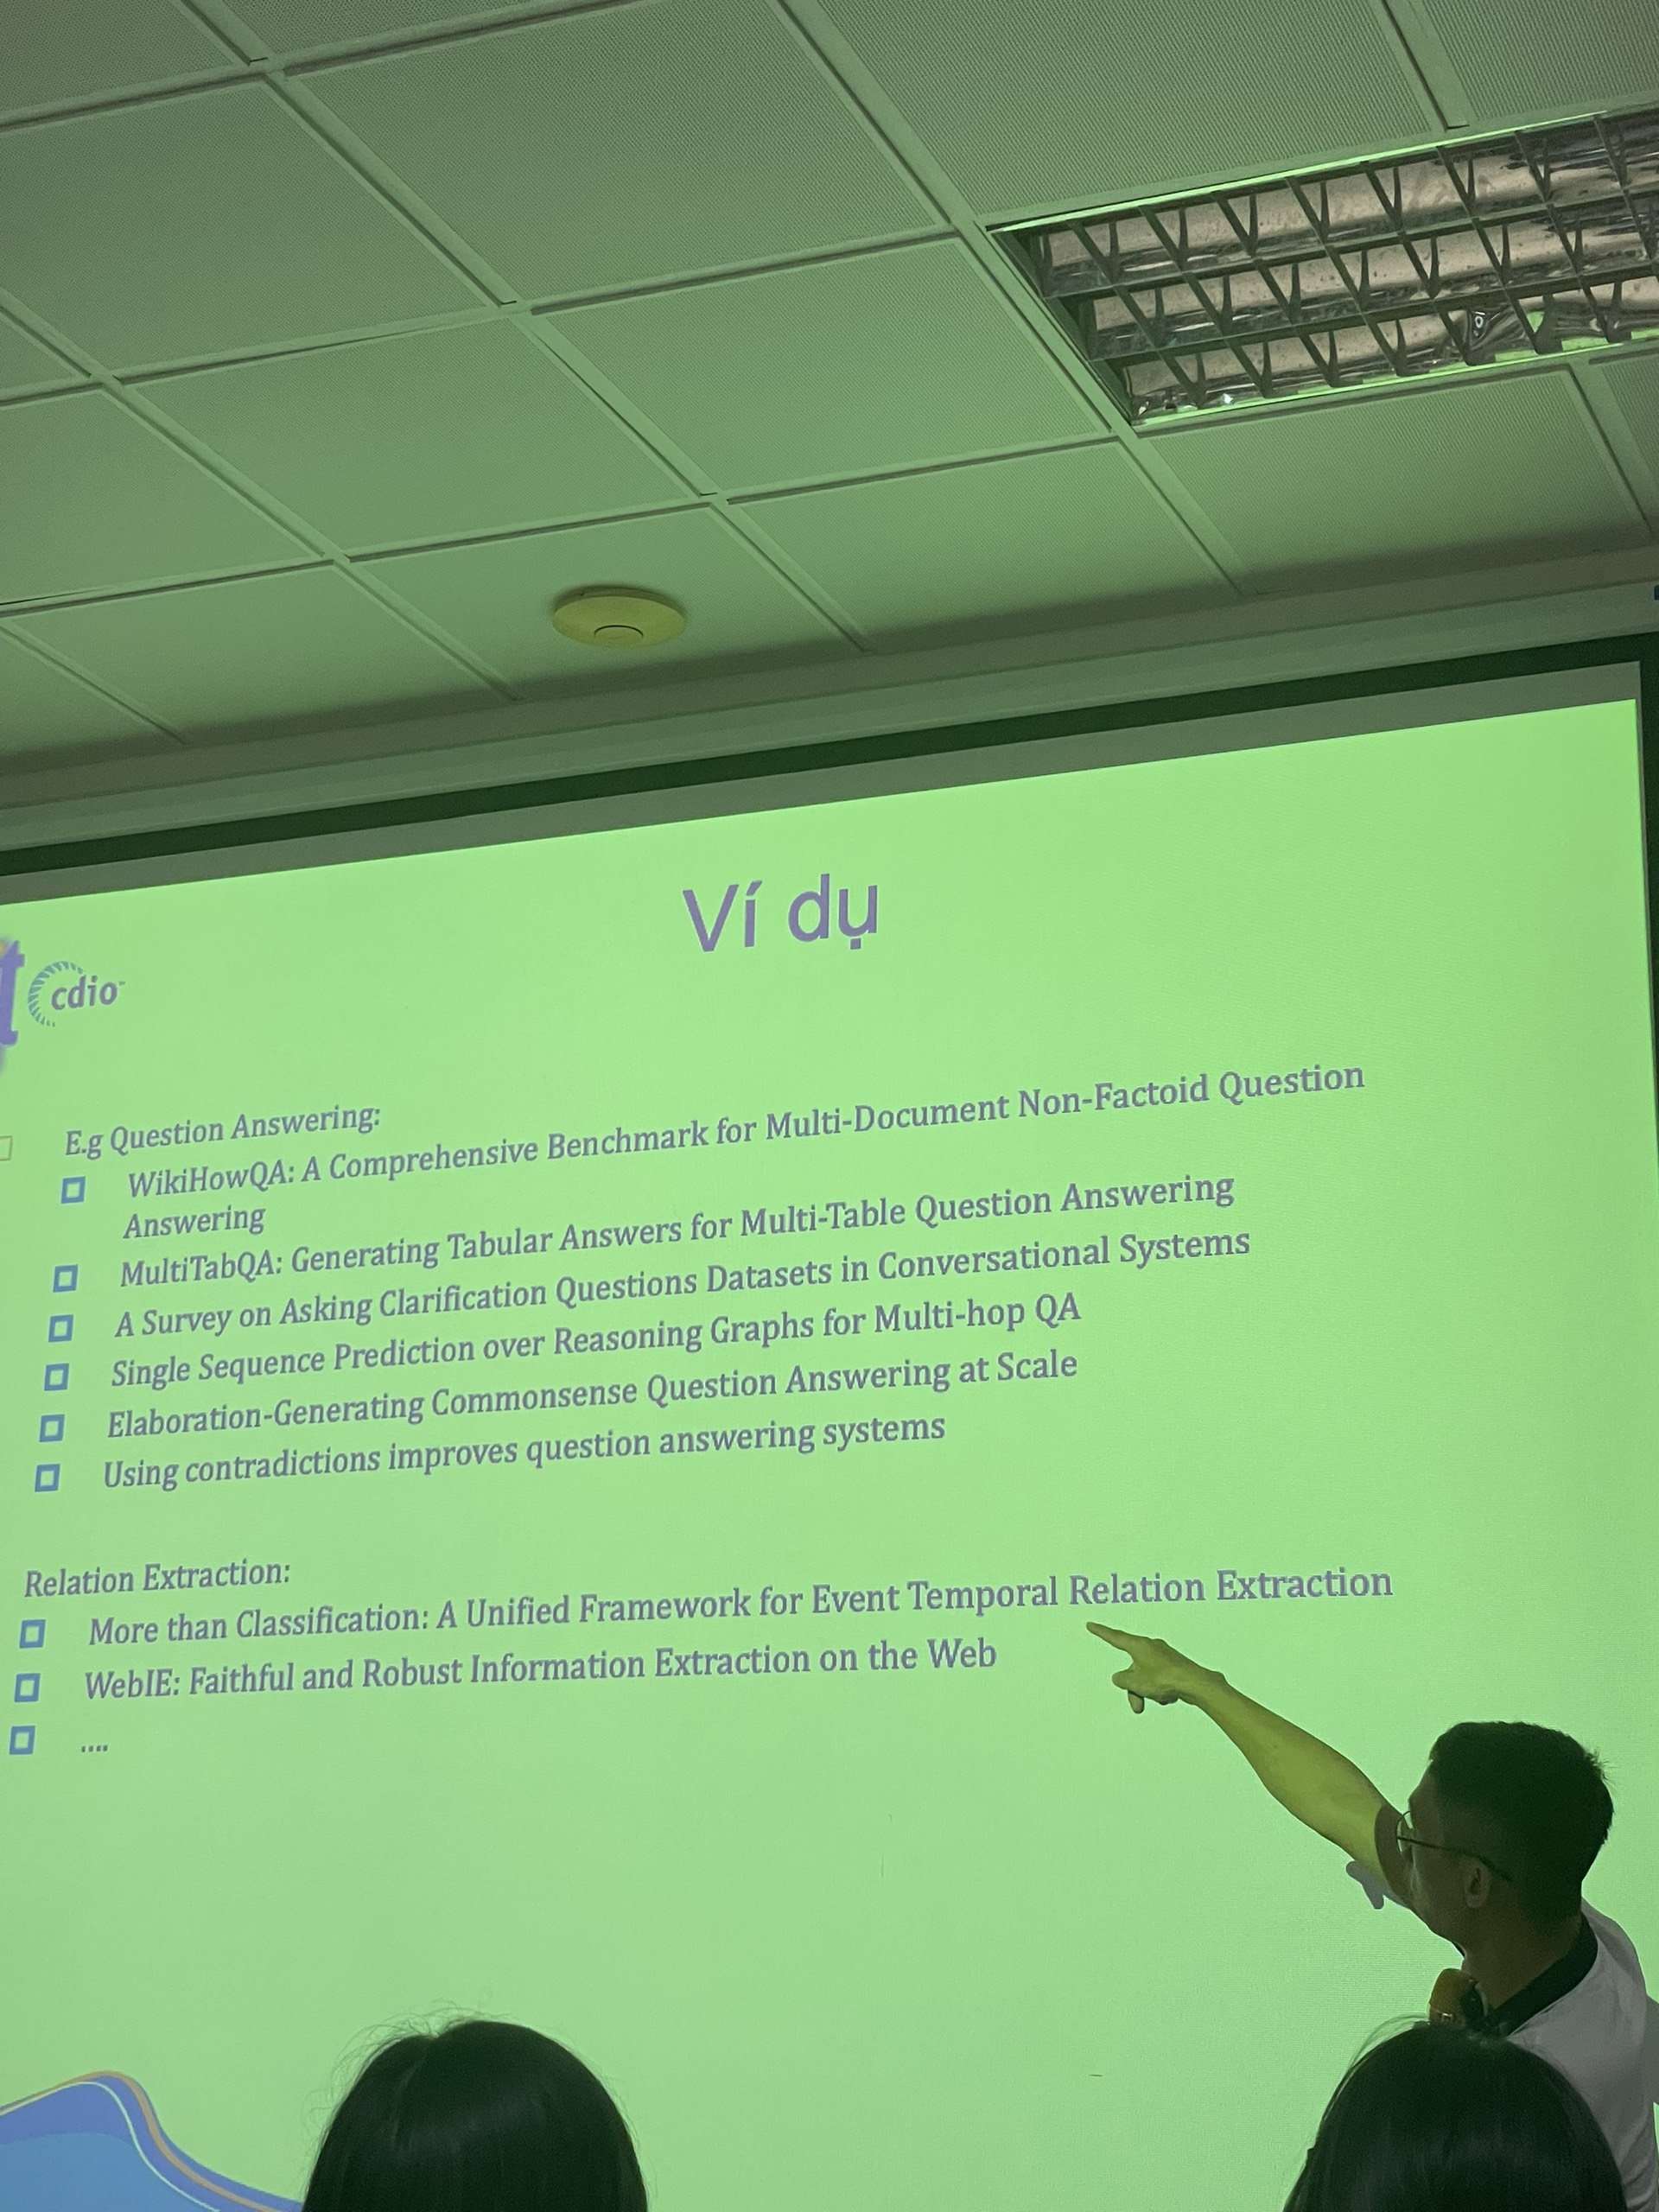 Ví dụ
cdio
E.g Question Answering:
WikiHowQA: A Comprehensive Benchmark for Multi-Document Non-Factoid Question
Answering
MultiTabQA: Generating Tabular Answers for Multi-Table Question Answering
A Survey on Asking Clarification Questions Datasets in Conversational Systems
Single Sequence Prediction over Reasoning Graphs for Multi-hop QA
Elaboration-Generating Commonsense Question Answering at Scale
Using contradictions improves question answering systems
Relation Extraction:
More than Classification: A Unified Framework for Event Temporal Relation Extraction
WebIE: Faithful and Robust Information Extraction on the Web
....